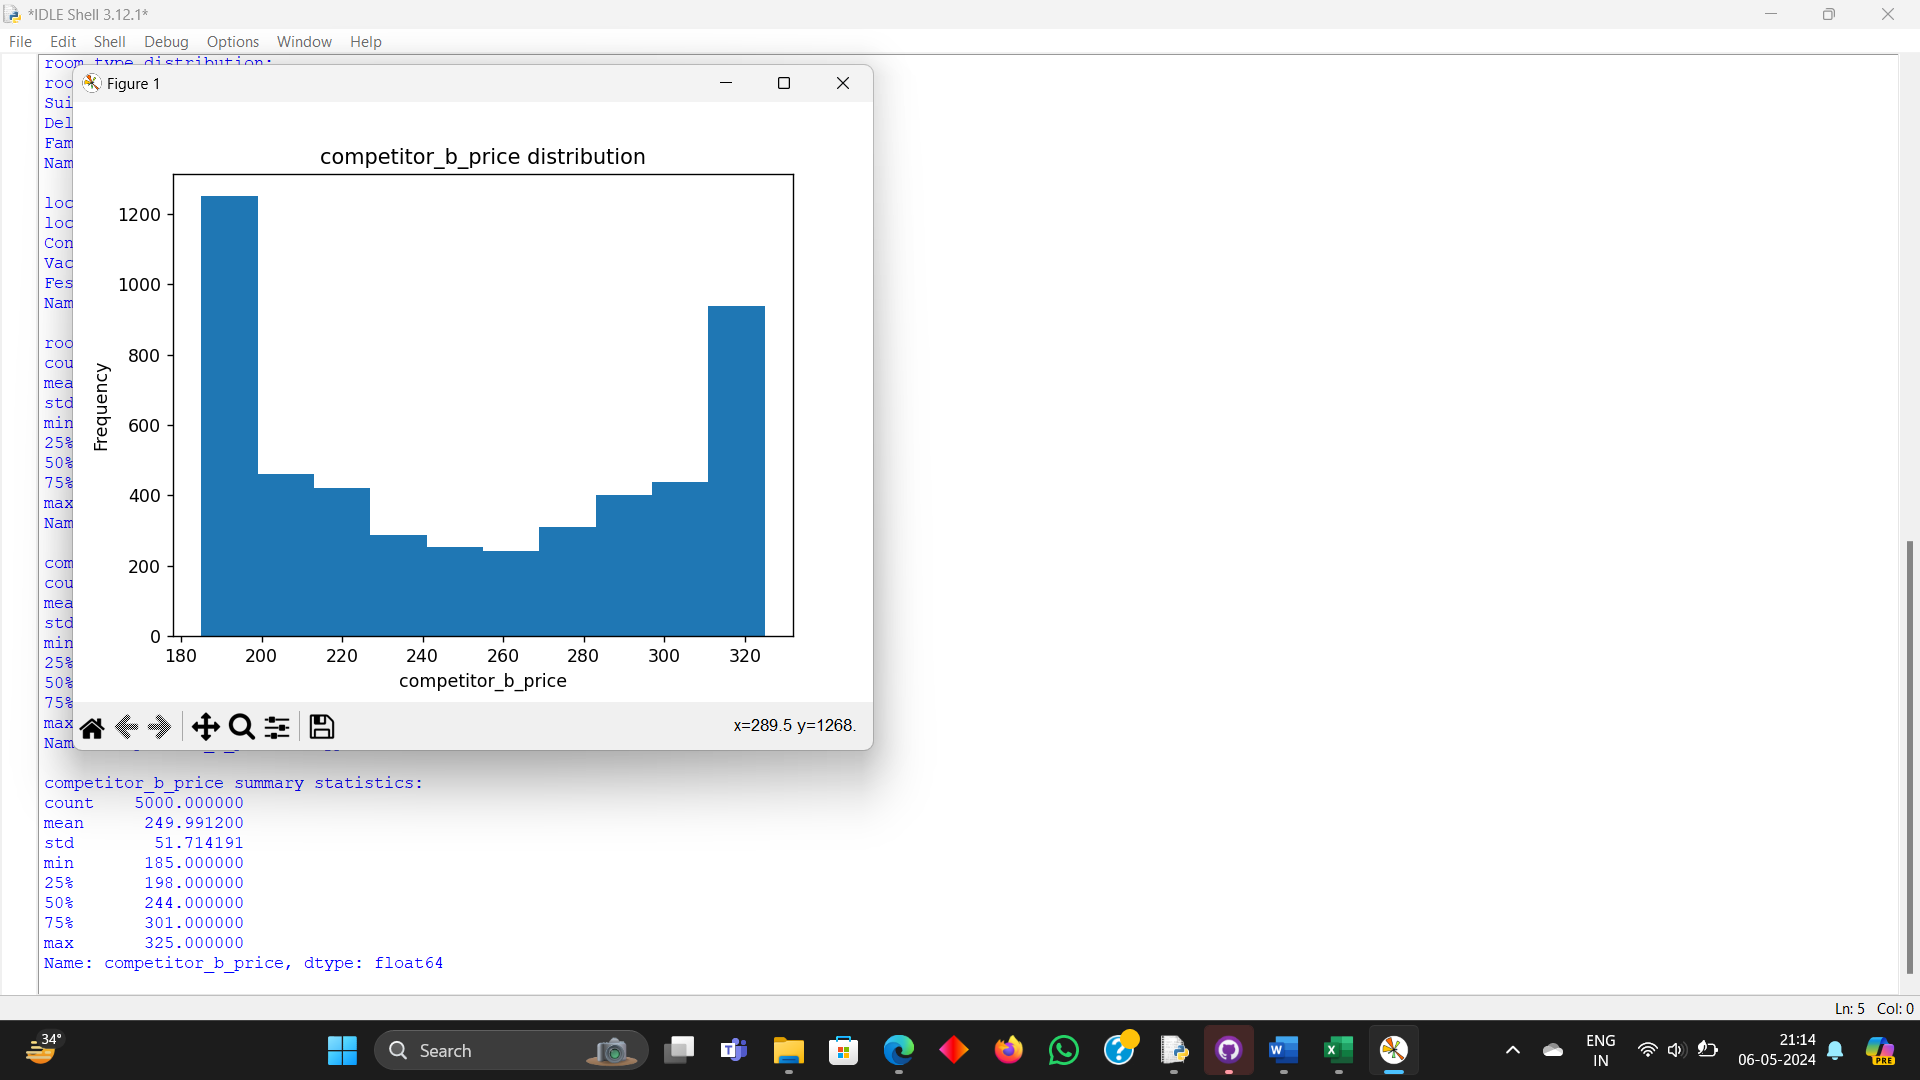 *IDLE Shell 3.12.1*
File Edit Shell Debug Options Window Help
room type distribution:
roo
Sui
Del
Fam
Nam
loc
loc
Con
Vac
Fes
Nam
roo
cou
mea
std
min
25%
50%
75%
max
Nam
com
cou
mea
std
min
25%
50%
75%
max
Nam
Figure 1
competitor_b_price distribution
Frequency
1200
1000
800
600
400
200
0
180 200 220 240 260 280 300 320
competitor_b_price
x=289.5 y=1268.
competitor_b_price summary statistics:
count 5000.000000
mean 249.991200
std 51.714191
min 185.000000
25% 198.000000
50% 244.000000
75% 301.000000
max 325.000000
Name: competitor_b_price, dtype: float64
Ln: 5 Col: 0
34°
Search
ENG
IN
21:14
06-05-2024
PRE